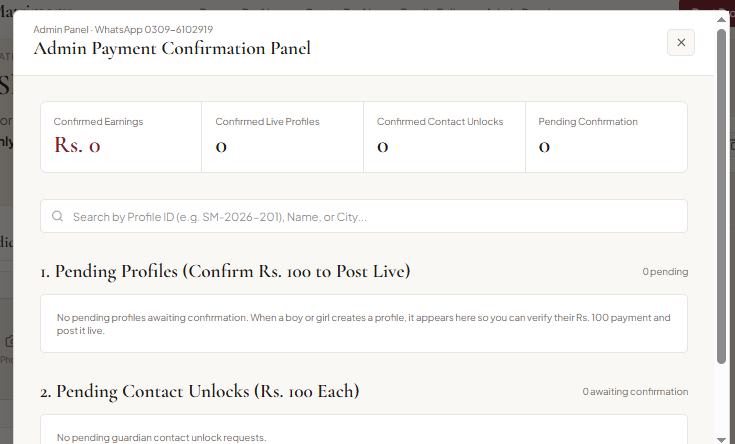 Admin Panel · WhatsApp 0309-6102919
Admin Payment Confirmation Panel
Confirmed Earnings
Rs. 0
Confirmed Live Profiles
0
Confirmed Contact Unlocks
0
Pending Confirmation
0
Search by Profile ID (e.g. SM-2026-201), Name, or City...
1. Pending Profiles (Confirm Rs. 100 to Post Live)
0 pending
No pending profiles awaiting confirmation. When a boy or girl creates a profile, it appears here so you can verify their Rs. 100 payment and
post it live.
2. Pending Contact Unlocks (Rs. 100 Each)
0 awaiting confirmation
No pending guardian contact unlock requests.